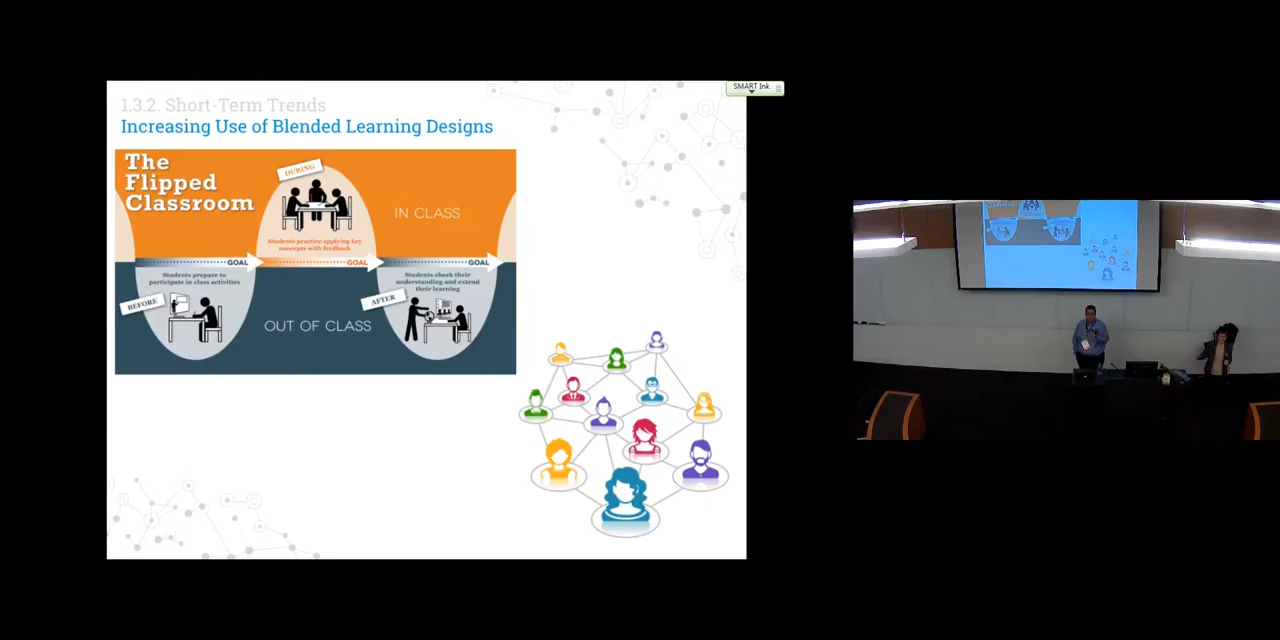 SMART Ink
1.3.2. Short-Term Trends
Increasing Use of Blended Learning Designs
The
Flipped
Classroom
DURING
IN CLASS
Students practice applying key
concepts with feedback
GOAL
GOAL
GOAL
Students prepare to
participate in class activities
BEFORE
Students check their
understanding and extend
their learning
AFTER
OUT OF CLASS